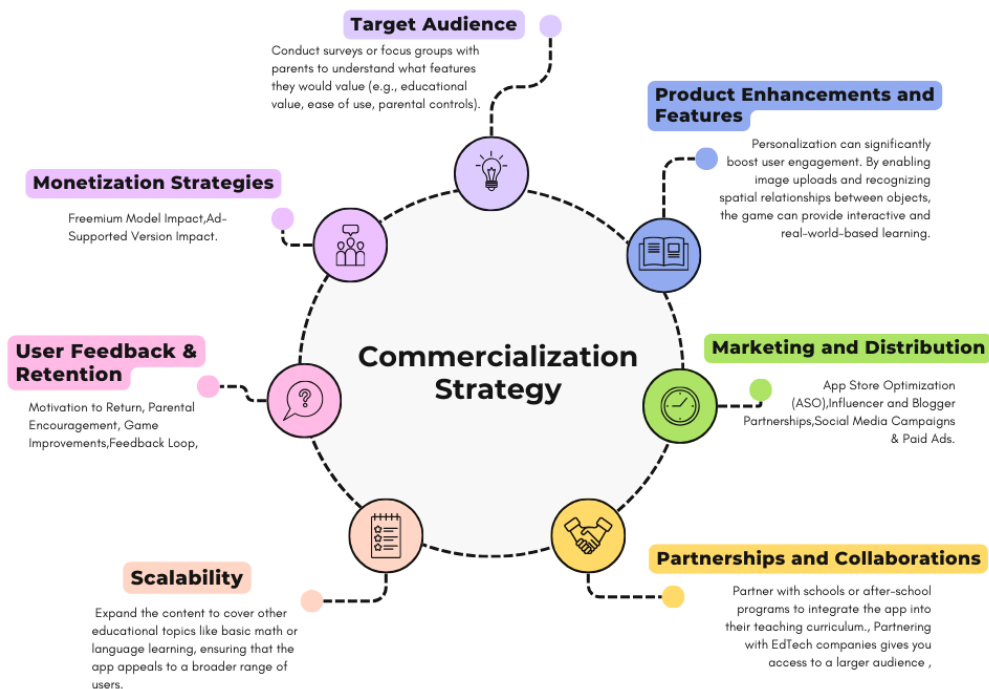 Target Audience
Conduct surveys or focus groups with
parents to understand what features
they would value (e.g., educational
value, ease of use, parental controls).
Product Enhancements and
Features
Personalization can significantly
boost user engagement. By enabling
image uploads and recognizing
spatial relationships between objects,
the game can provide interactive and
real-world-based learning.
Marketing and Distribution
App Store Optimization
(ASO),Influencer and Blogger
Partnerships,Social Media Campaigns
& Paid Ads.
Partnerships and Collaborations
Partner with schools or after-school
programs to integrate the app into
their teaching curriculum., Partnering
with EdTech companies gives you
access to a larger audience ,
Scalability
Expand the content to cover other
educational topics like basic math or
language learning, ensuring that the
app appeals to a broader range of
users.
User Feedback &
Retention
Motivation to Return, Parental
Encouragement, Game
Improvements,Feedback Loop,
Monetization Strategies
Freemium Model Impact,Ad-
Supported Version Impact.
Commercialization
Strategy
?